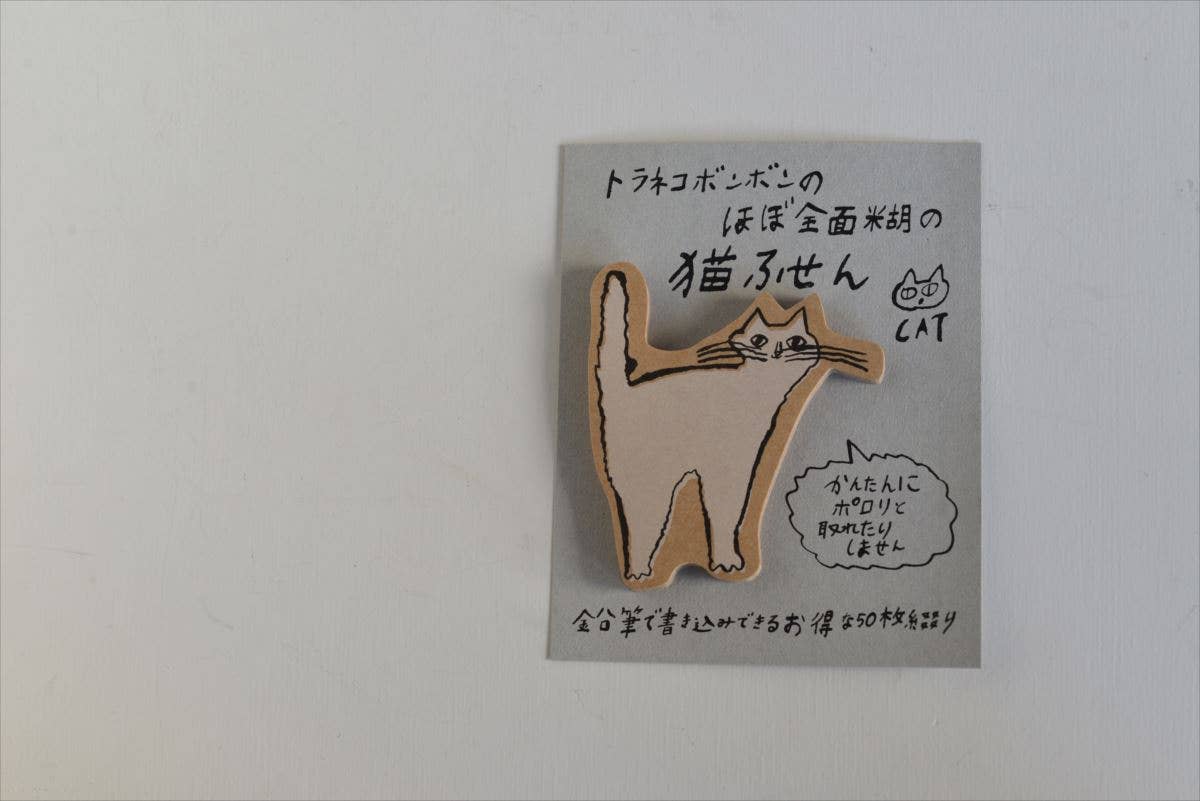 トラネコボンボンの
ほぼ全面糊の
猫ふせん
CAT
かんたんに
ポロリと
取れたり
しません
鉛筆で書き込みできるお得な50枚綴り